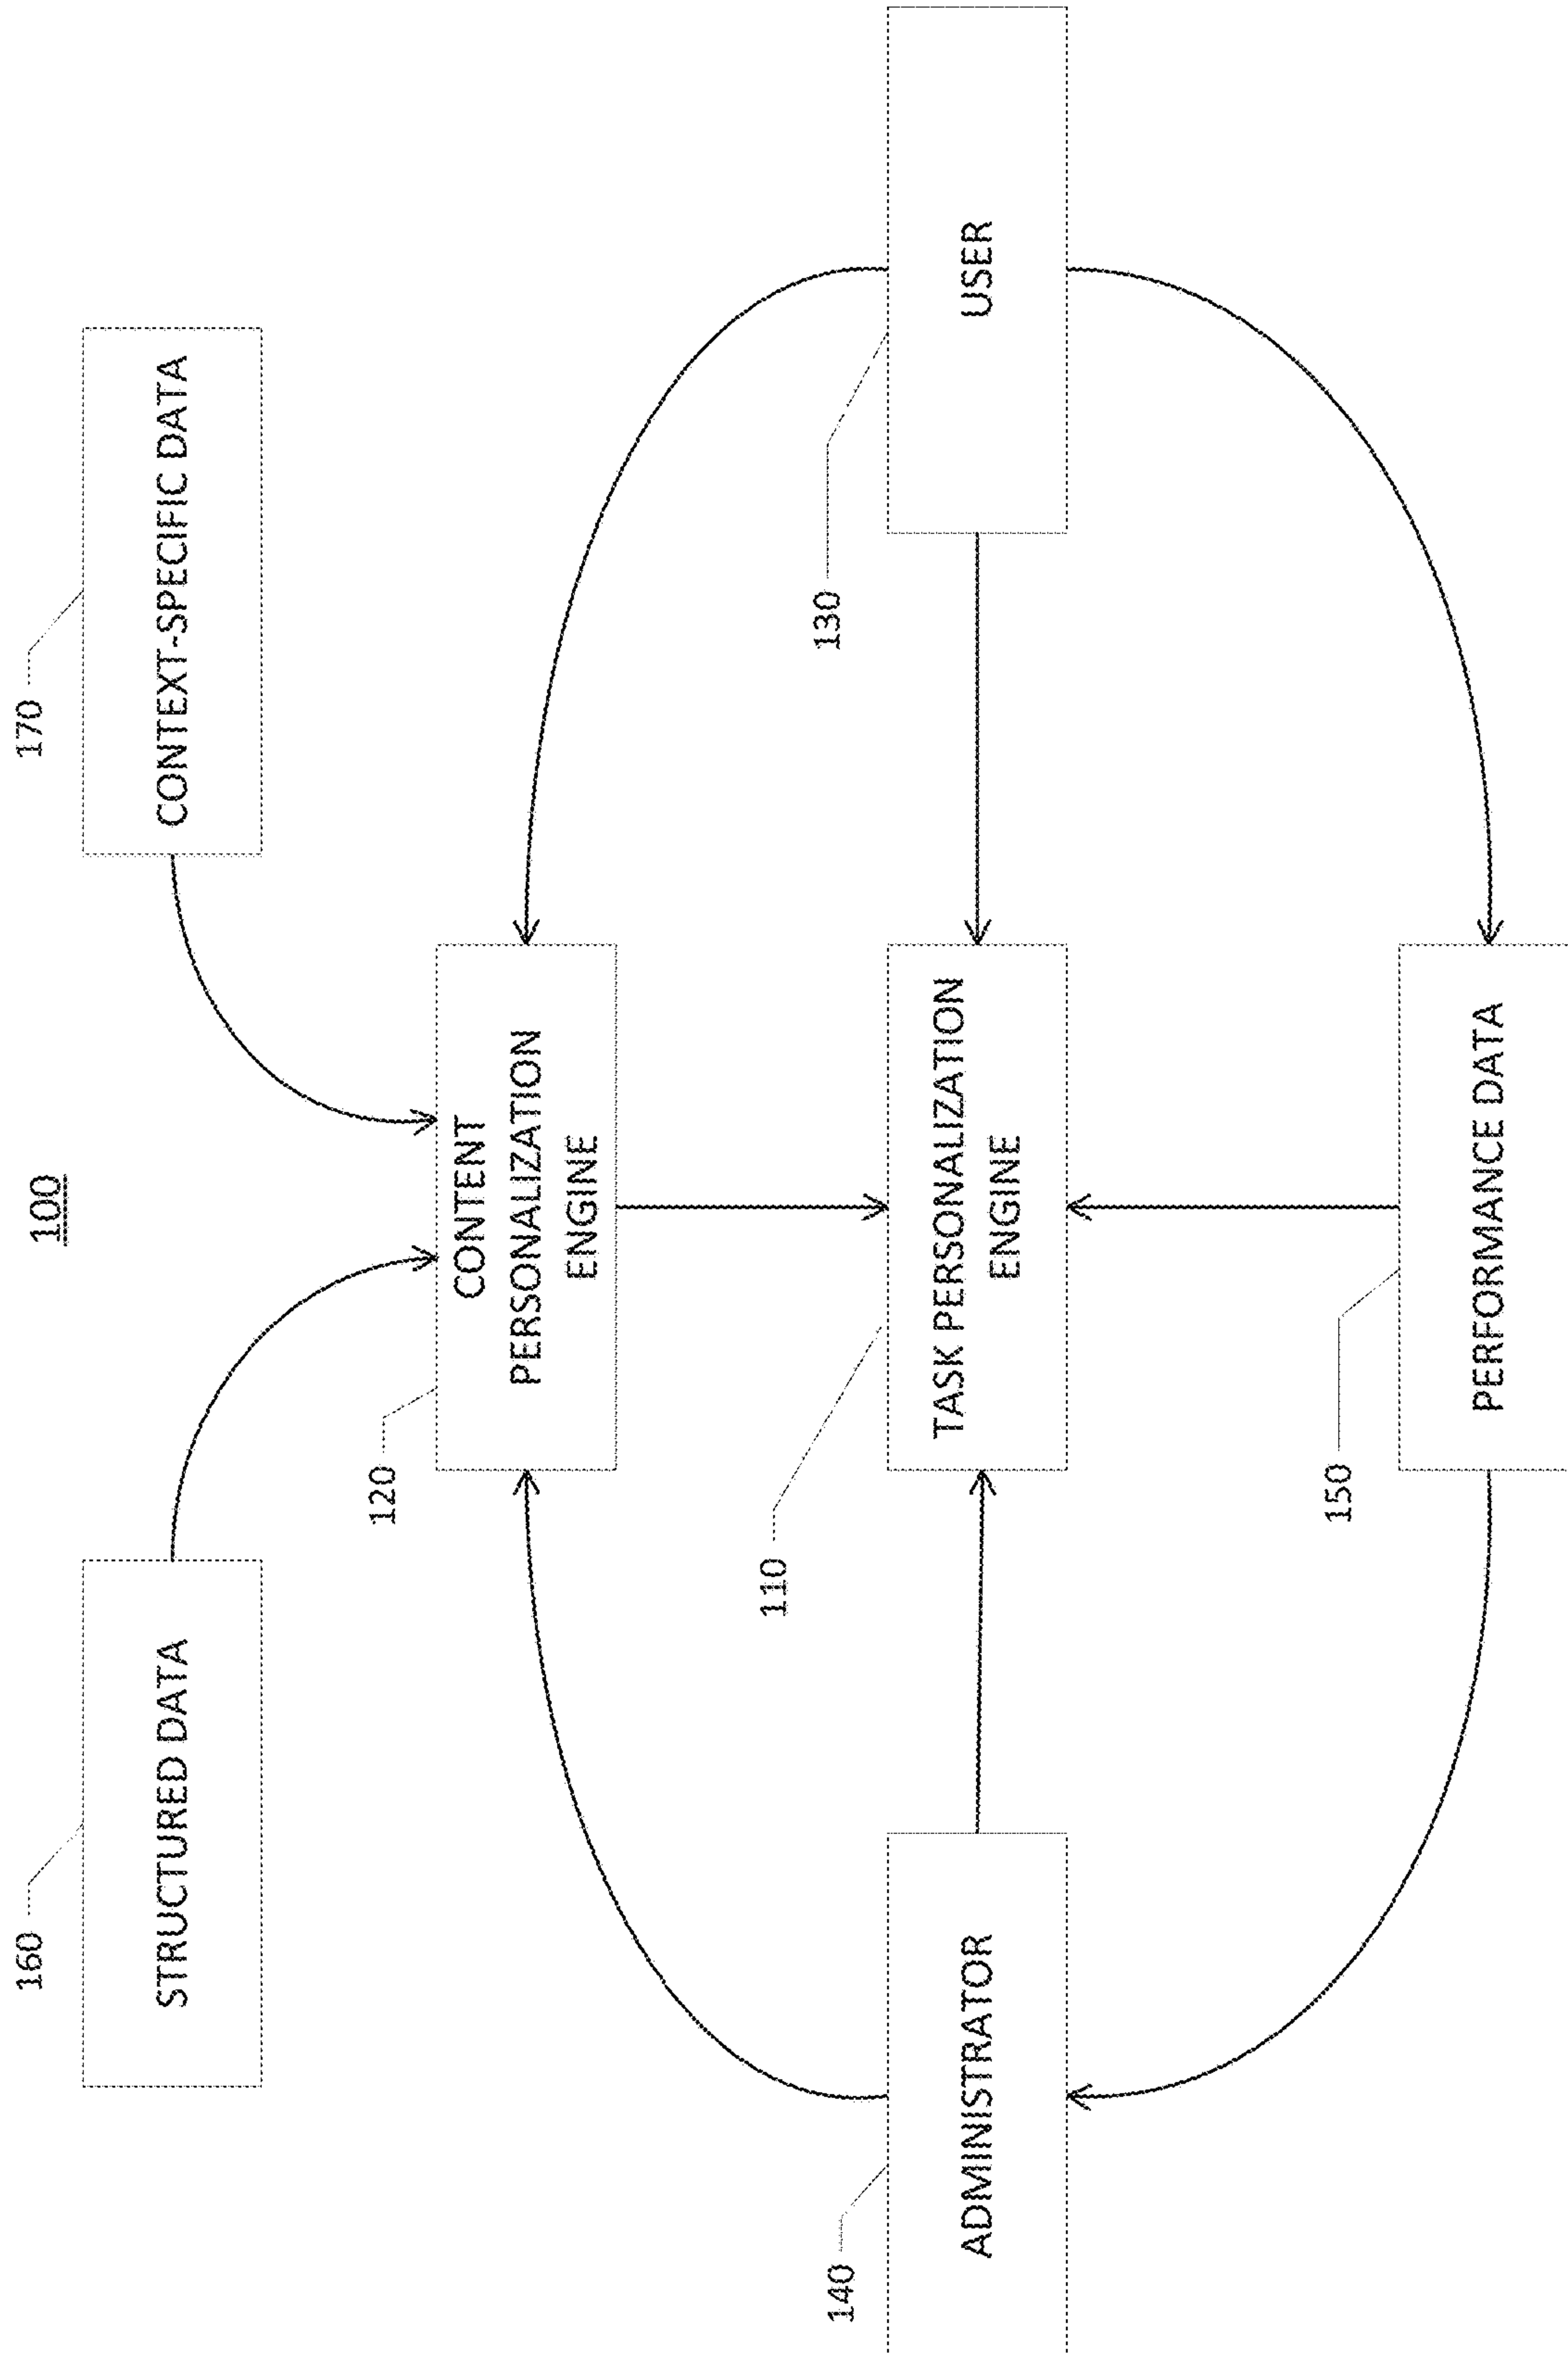 100
160
170
STRUCTURED DATA
CONTEXT-SPECIFIC DATA
120
CONTENT
PERSONALIZATION
ENGINE
110
130
140
ADMINISTRATOR
TASK PERSONALIZATION
ENGINE
USER
150
PERFORMANCE DATA